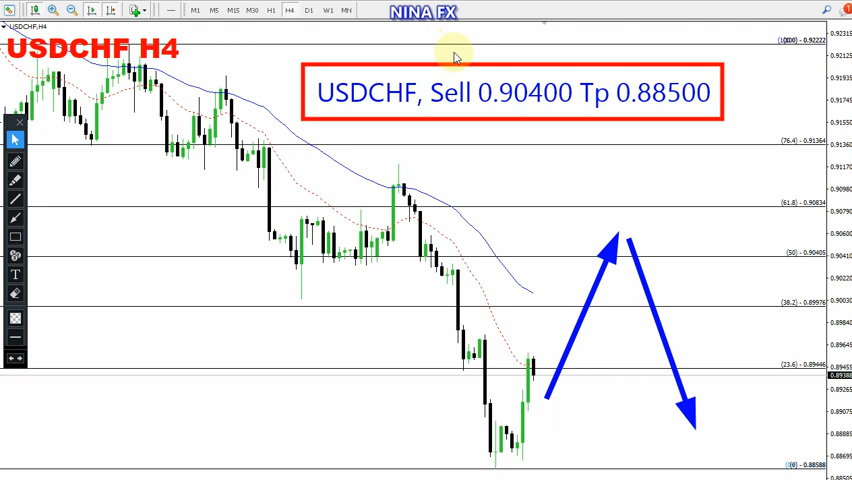 M1 M5 M15 M30 H1 H4 D1 W1 MN
NINA FX
USDCHF,H4
USDCHF H4
USDCHF, Sell 0.90400 Tp 0.88500
0.92222
(76.4) - 0.91364
(61.8) - 0.90834
(50) - 0.90405
(38.2) - 0.89976
(23.6) - 0.89446
(0) - 0.88588
0.92315
0.92125
0.91935
0.91745
0.91550
0.91360
0.91170
0.90980
0.90790
0.90600
0.90410
0.90220
0.90030
0.89840
0.89645
0.89455
0.89388
0.89265
0.89075
0.88885
0.88695
0.88505
T